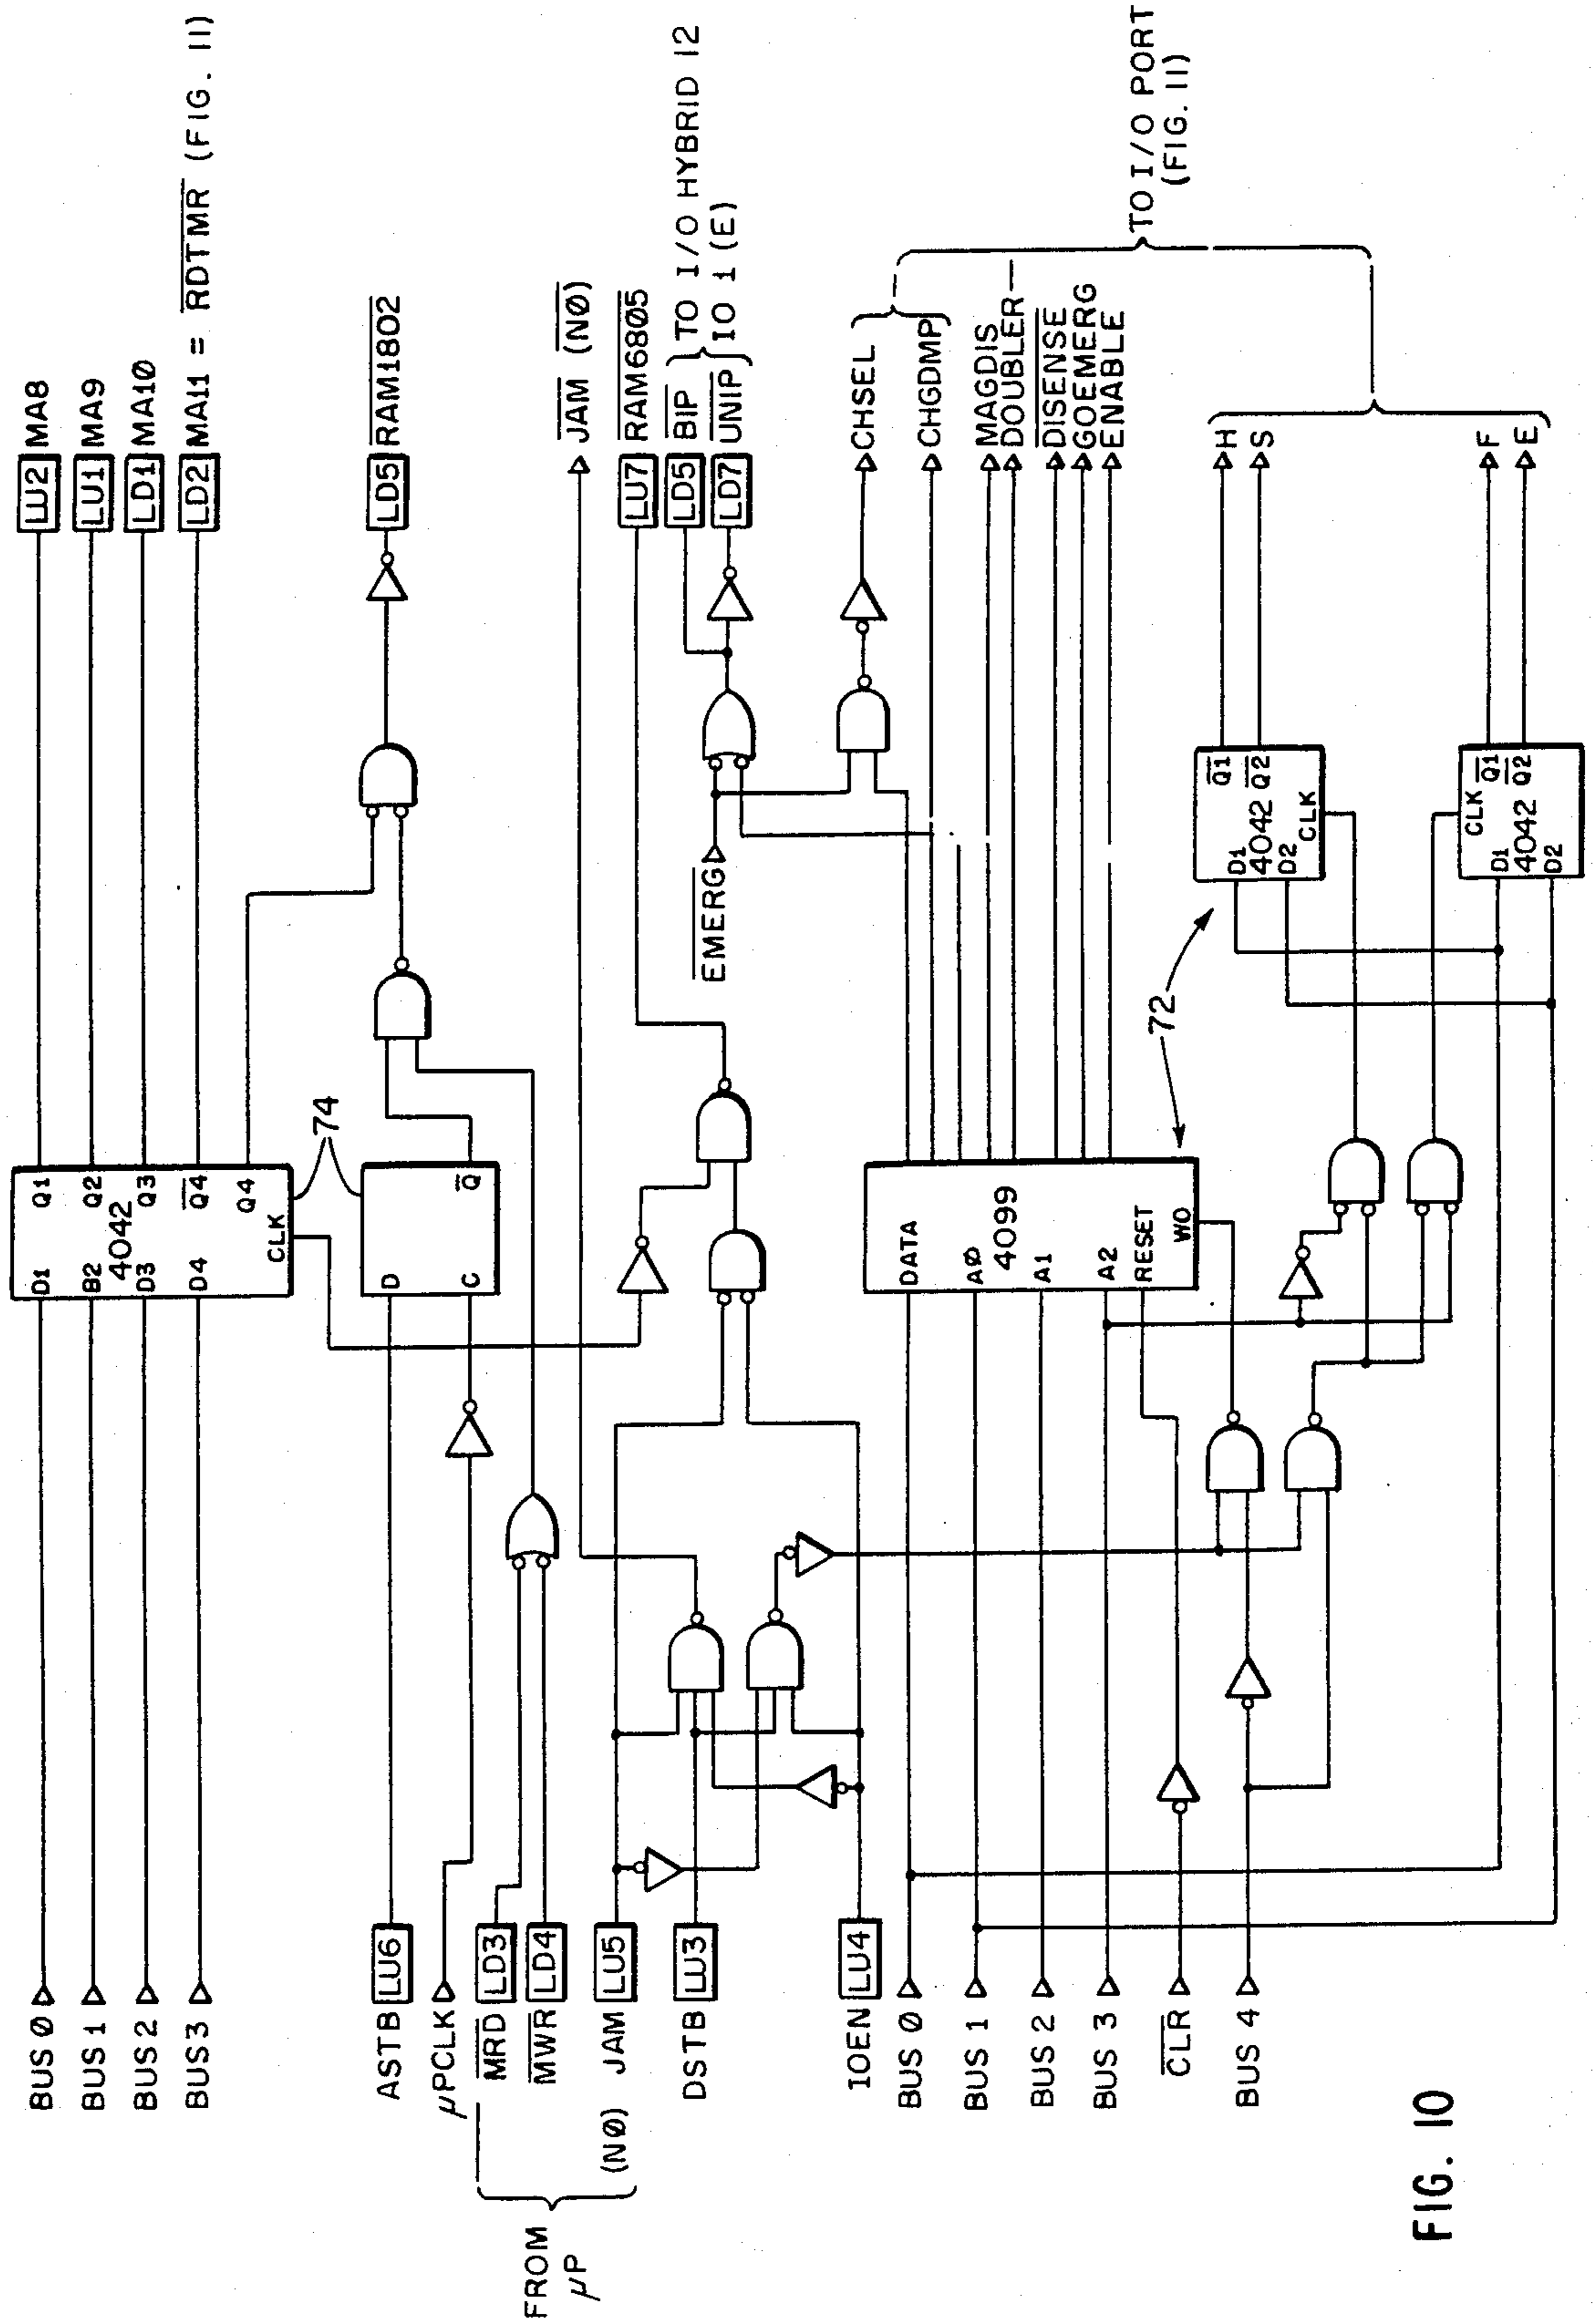 BUS 0 D1 Q1 LU2 MA8
BUS 1 B2 Q2 LU1 MA9
4042
BUS 2 D3 Q3 LD1 MA10
BUS 3 D4 Q4 LD2 MA11 = RDTMR (FIG. 11)
Q4
CLK
74
ASTB LU6 D LD5 RAM1802
μPCLK C Q
MRD LD3
MWR LD4
FROM
μP
JAM (N0)
(N0) JAM LU5 LU7 RAM6805
DSTB LU3 LD5 BIP
TO I/O HYBRID 12
IO 1 (E)
EMERG LD7 UNIP
IOEN LU4 CHSEL
BUS 0 DATA CHGDMP
BUS 1 A0 MAGDIS
4099 DOUBLER
BUS 2 A1 DISENSE
BUS 3 A2 GOEMERG
RESET ENABLE
CLR WO
TO I/O PORT
(FIG. 11)
BUS 4
72
D1 Q1 H
4042
D2 Q2 S
CLK
CLK
D1 Q1 F
4042
D2 Q2 E
FIG. 10